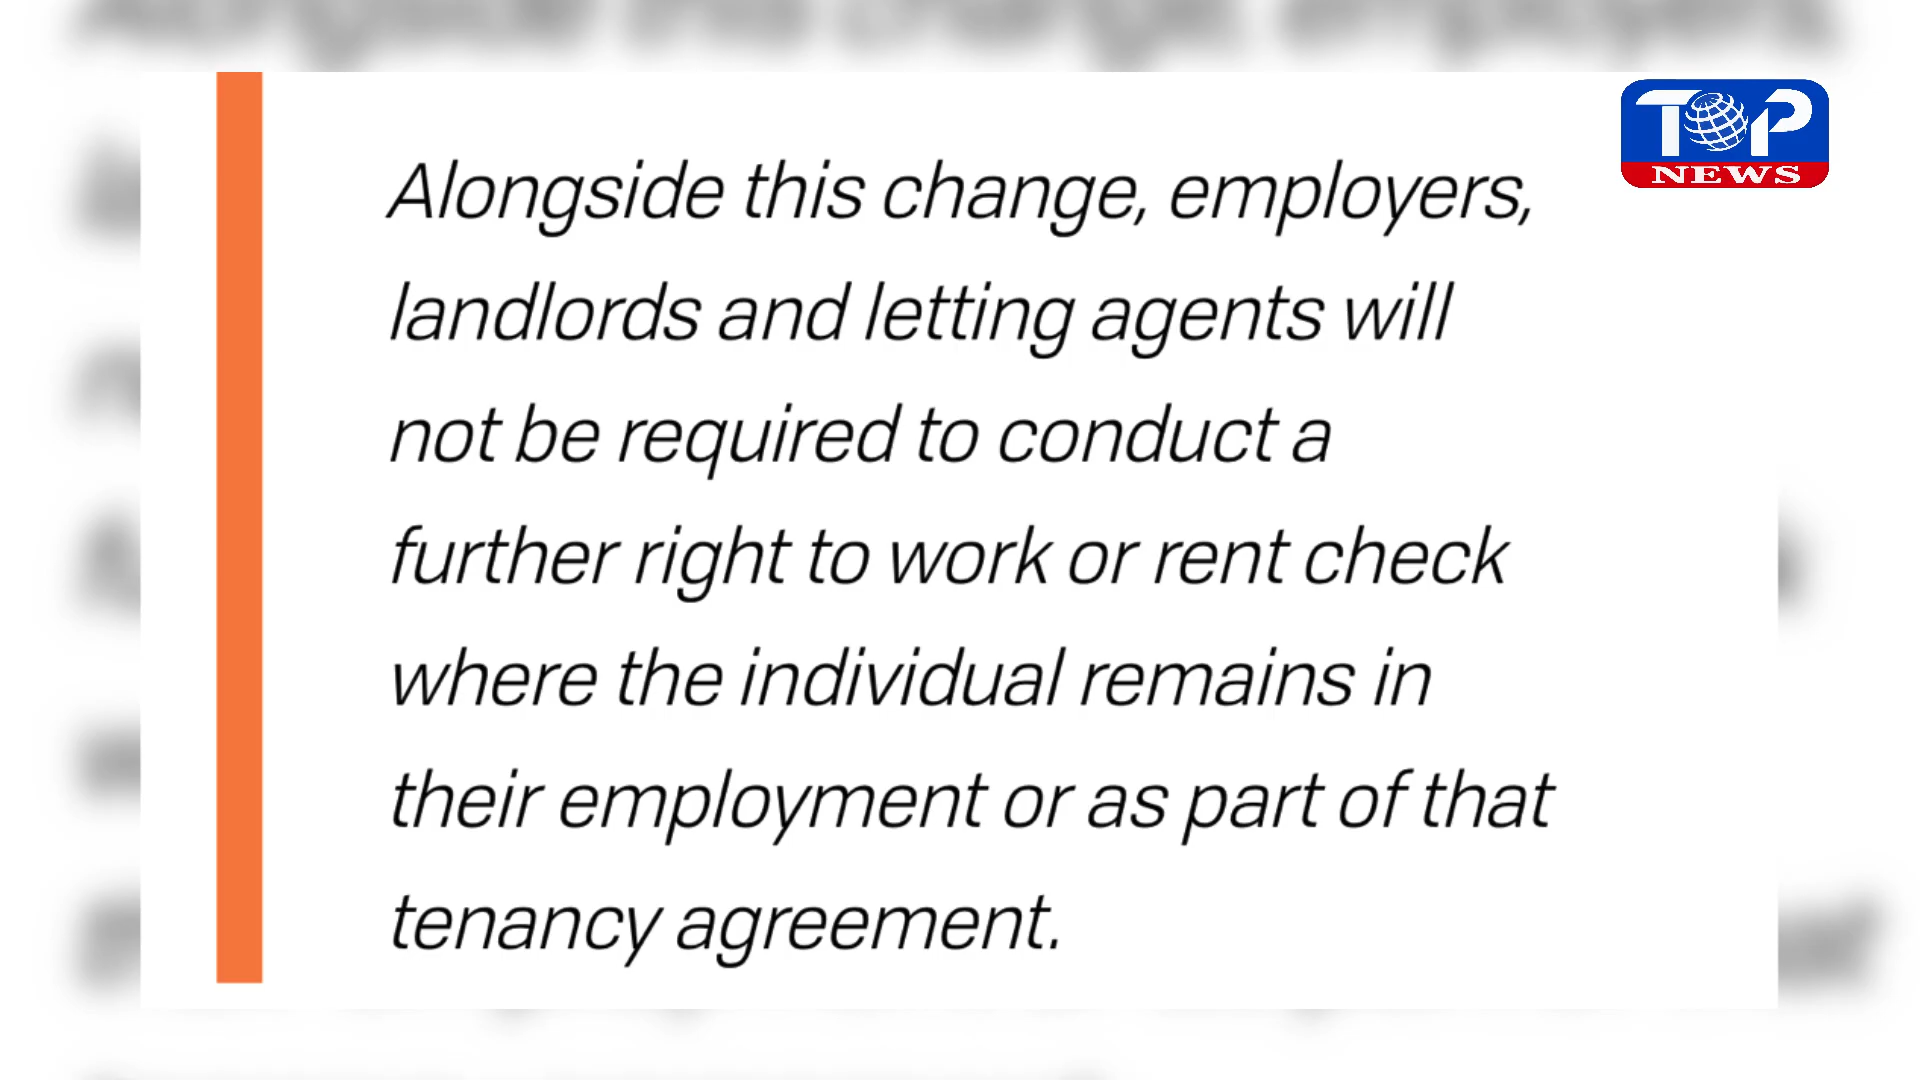 TOP
NEWS
Alongside this change, employers,
landlords and letting agents will
not be required to conduct a
further right to work or rent check
where the individual remains in
their employment or as part of that
tenancy agreement.